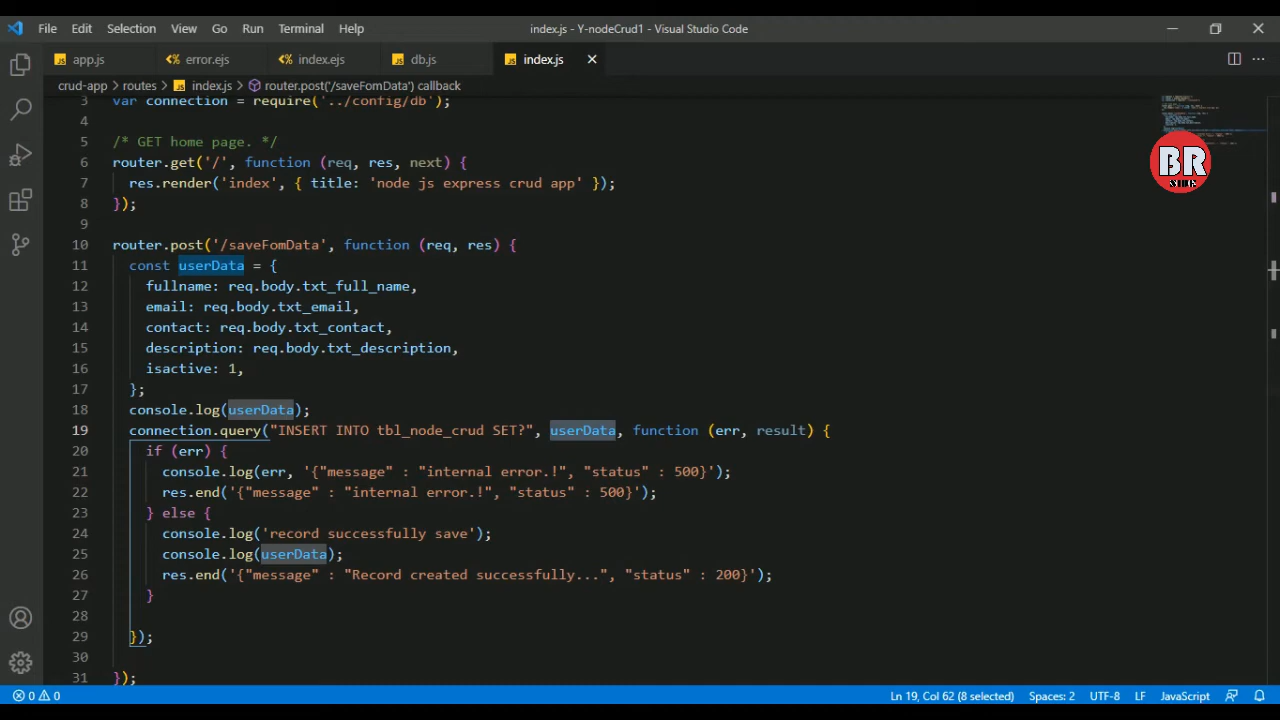 File Edit Selection View Go Run Terminal Help index.js - Y-nodeCrud1 - Visual Studio Code
app.js error.ejs index.ejs db.js index.js
crud-app routes index.js router.post('/saveFomData') callback
3 var connection = require('../config/db');
4
5 /* GET home page. */
6 router.get('/', function (req, res, next) {
7 res.render('index', { title: 'node js express crud app' });
8 });
9
10 router.post('/saveFomData', function (req, res) {
11 const userData = {
12 fullname: req.body.txt_full_name,
13 email: req.body.txt_email,
14 contact: req.body.txt_contact,
15 description: req.body.txt_description,
16 isactive: 1,
17 };
18 console.log(userData);
19 connection.query("INSERT INTO tbl_node_crud SET?", userData, function (err, result) {
20 if (err) {
21 console.log(err, '{"message" : "internal error.!", "status" : 500}');
22 res.end('{"message" : "internal error.!", "status" : 500}');
23 } else {
24 console.log('record successfully save');
25 console.log(userData);
26 res.end('{"message" : "Record created successfully...", "status" : 200}');
27 }
28
29 });
30
31 });
BR
0 0 Ln 19, Col 62 (8 selected) Spaces: 2 UTF-8 LF JavaScript